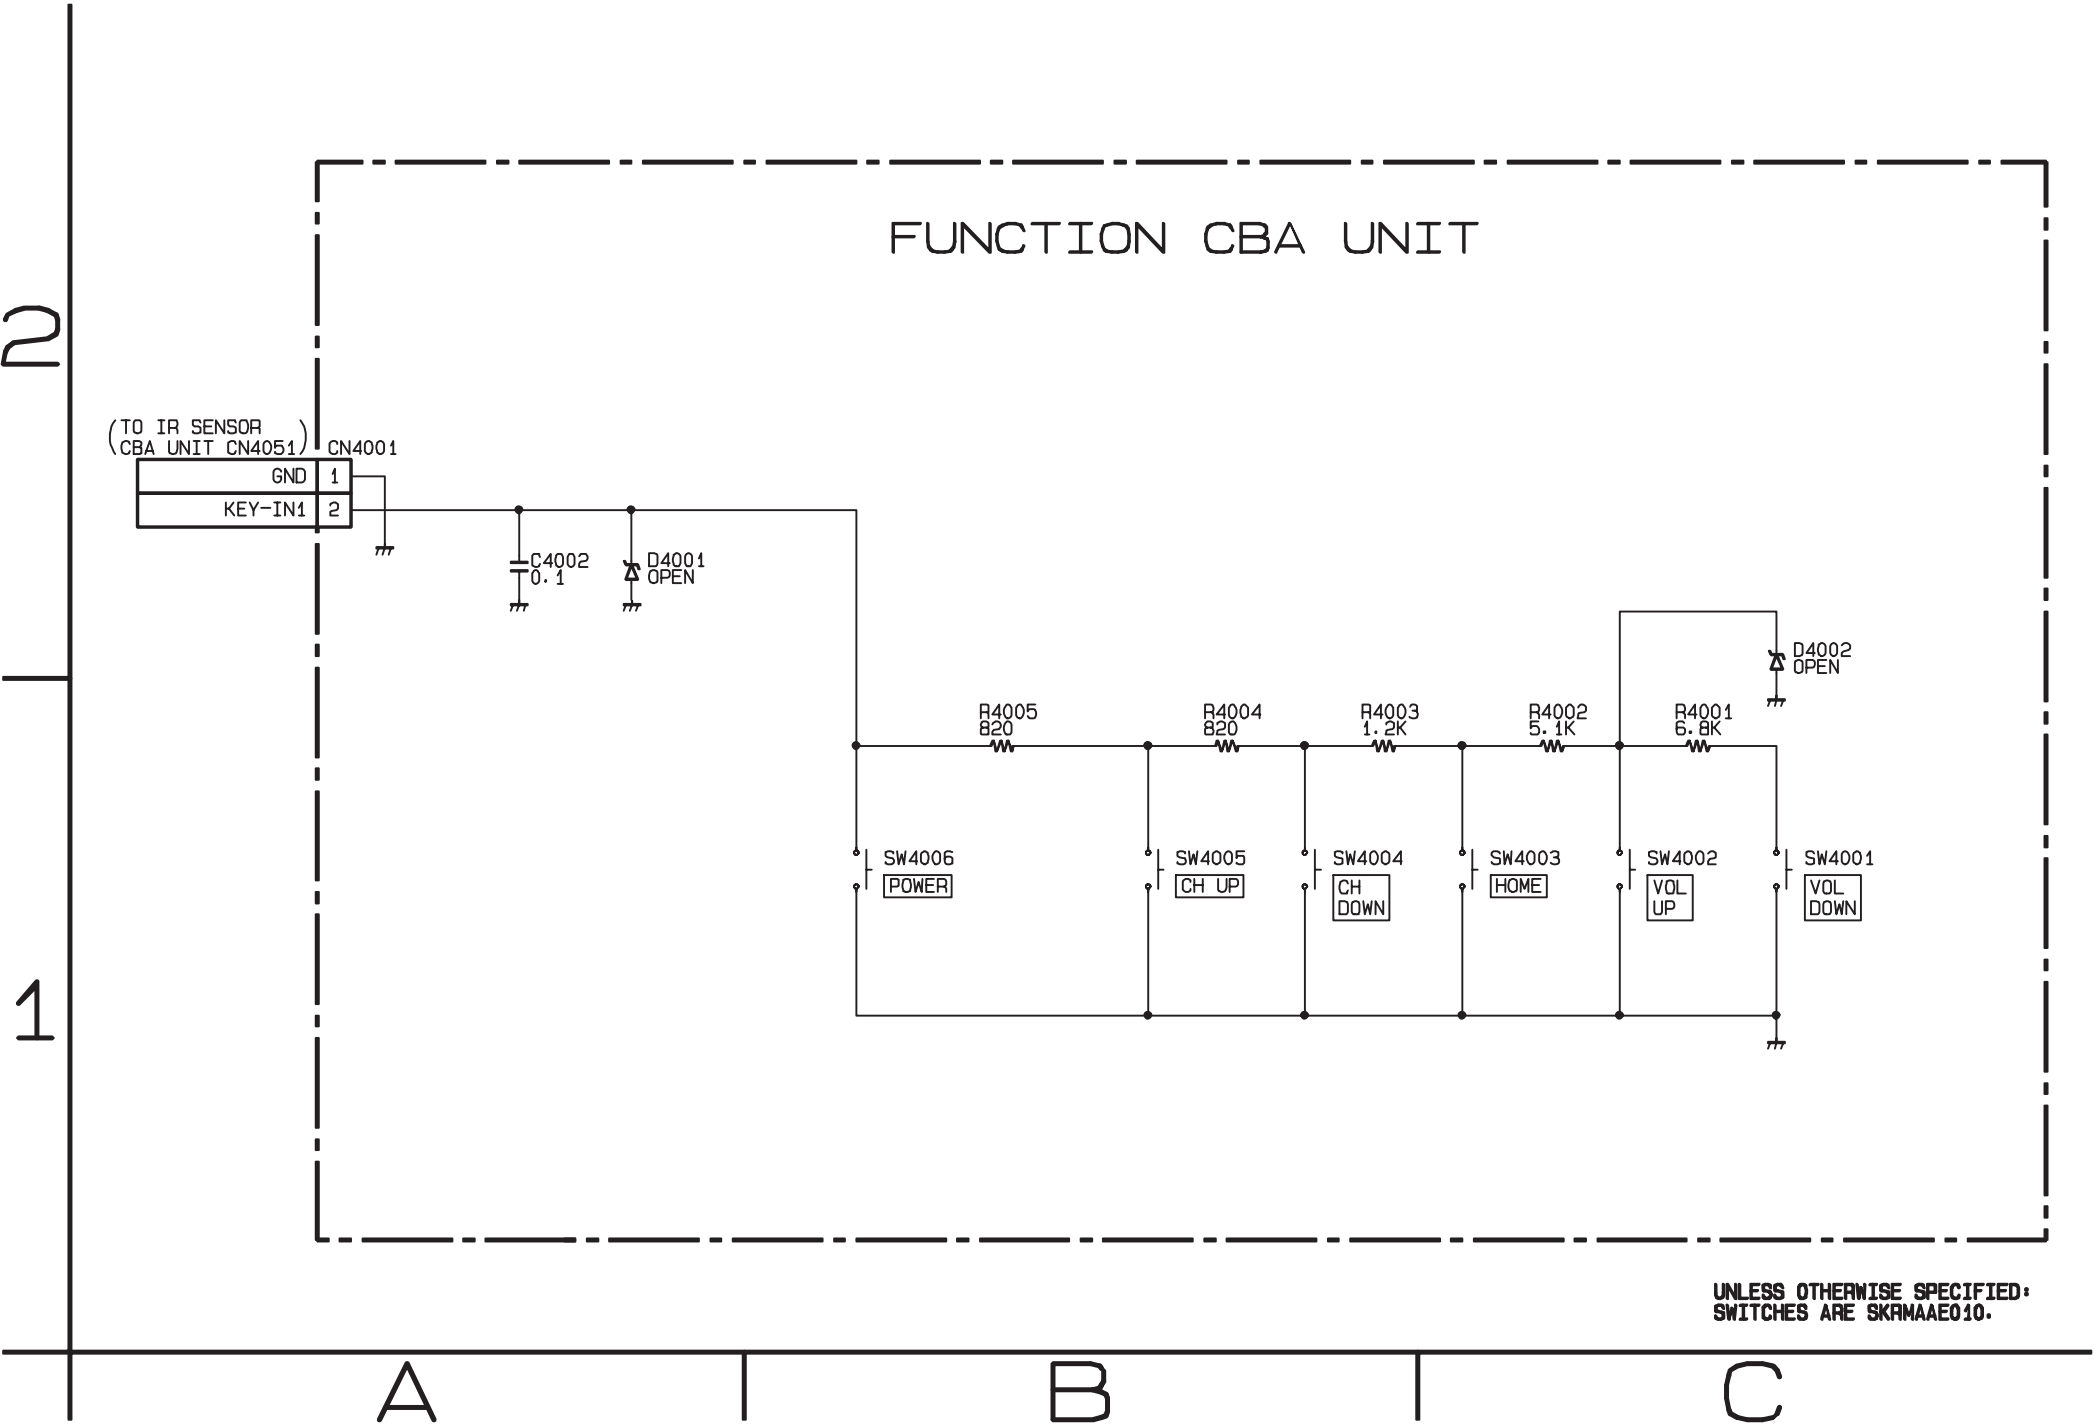 FUNCTION CBA UNIT
2
(TO IR SENSOR
CBA UNIT CN4051)
CN4001
GND 1
KEY-IN1 2
C4002
0.1
D4001
OPEN
D4002
OPEN
R4005
820
R4004
820
R4003
1.2K
R4002
5.1K
R4001
6.8K
SW4006
POWER
SW4005
CH UP
SW4004
CH
DOWN
SW4003
HOME
SW4002
VOL
UP
SW4001
VOL
DOWN
1
UNLESS OTHERWISE SPECIFIED:
SWITCHES ARE SKRMAAE010.
A B C